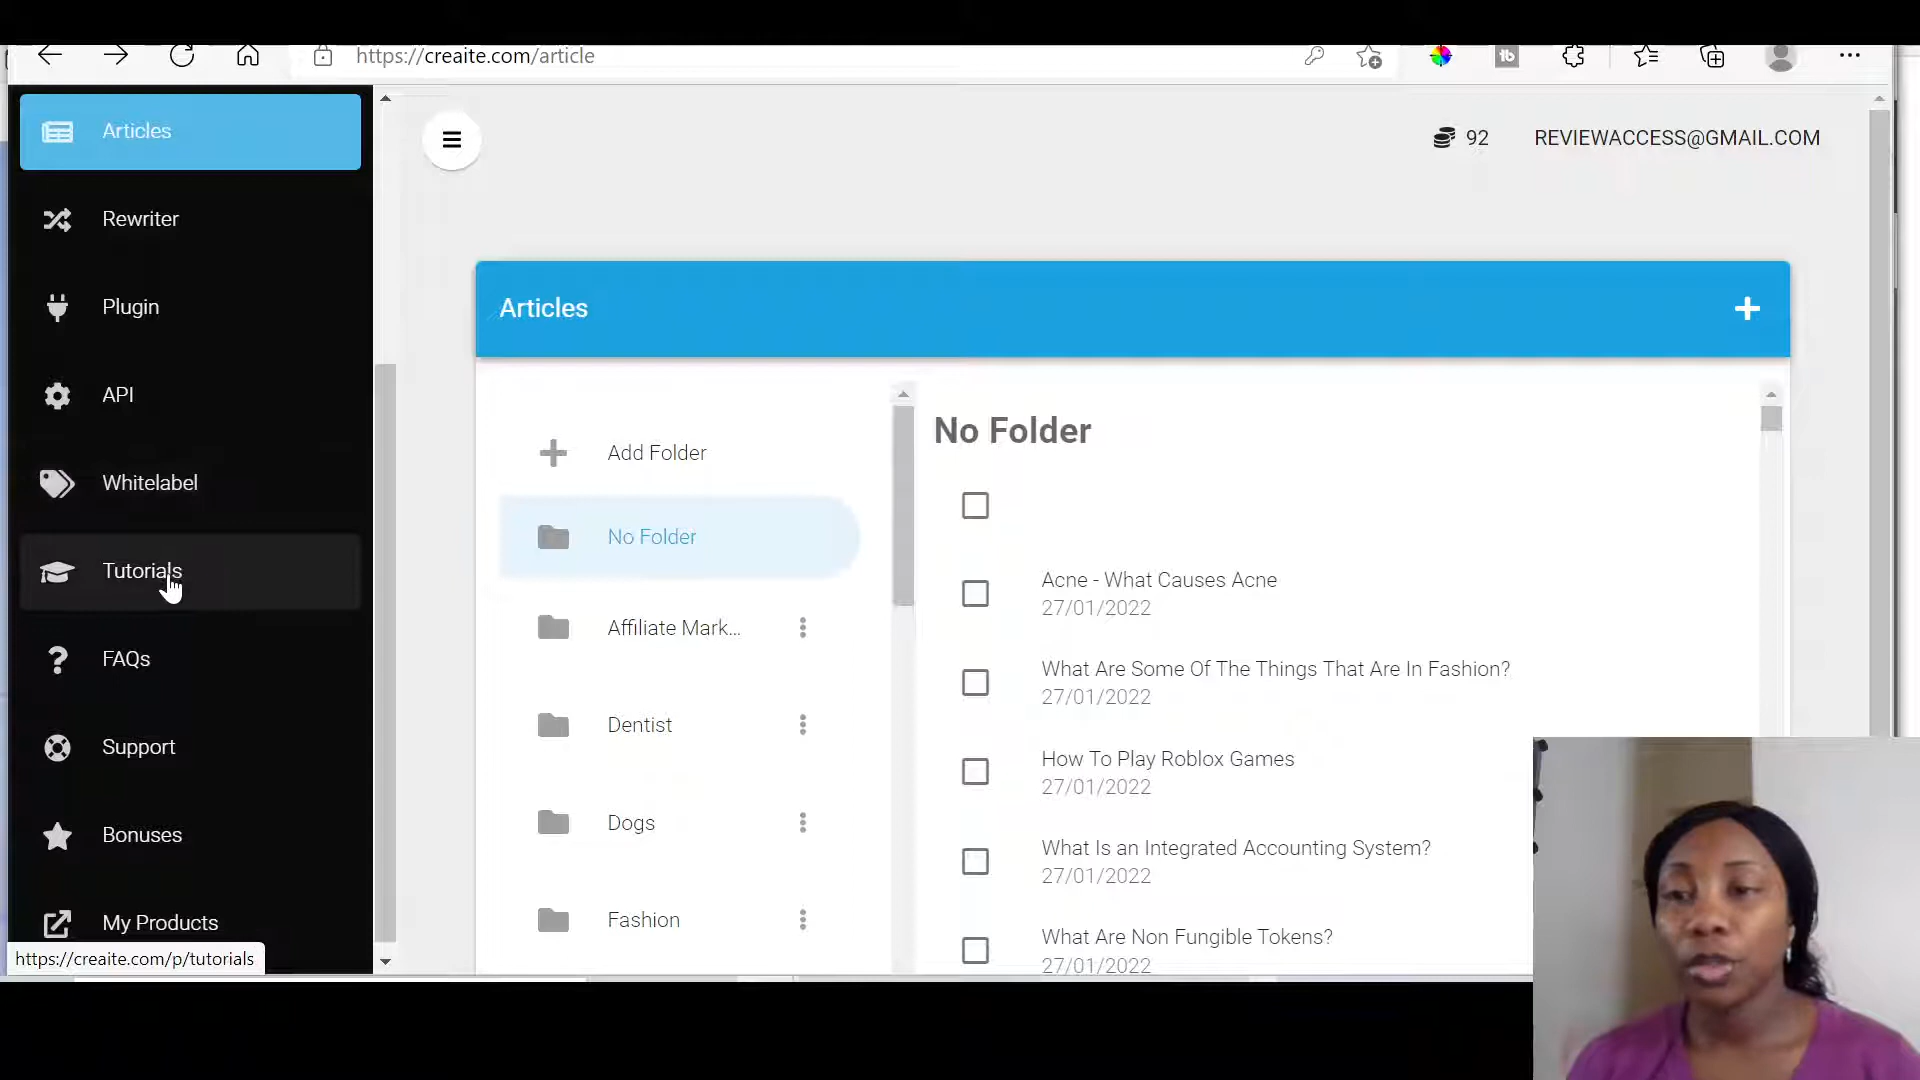 https://creaite.com/article
Articles
92
REVIEWACCESS@GMAIL.COM
Rewriter
Plugin
API
Whitelabel
Tutorials
FAQs
Support
Bonuses
My Products
https://creaite.com/p/tutorials
Articles
Add Folder
No Folder
Affiliate Mark...
Dentist
Dogs
Fashion
No Folder
Acne - What Causes Acne
27/01/2022
What Are Some Of The Things That Are In Fashion?
27/01/2022
How To Play Roblox Games
27/01/2022
What Is an Integrated Accounting System?
27/01/2022
What Are Non Fungible Tokens?
27/01/2022
tb